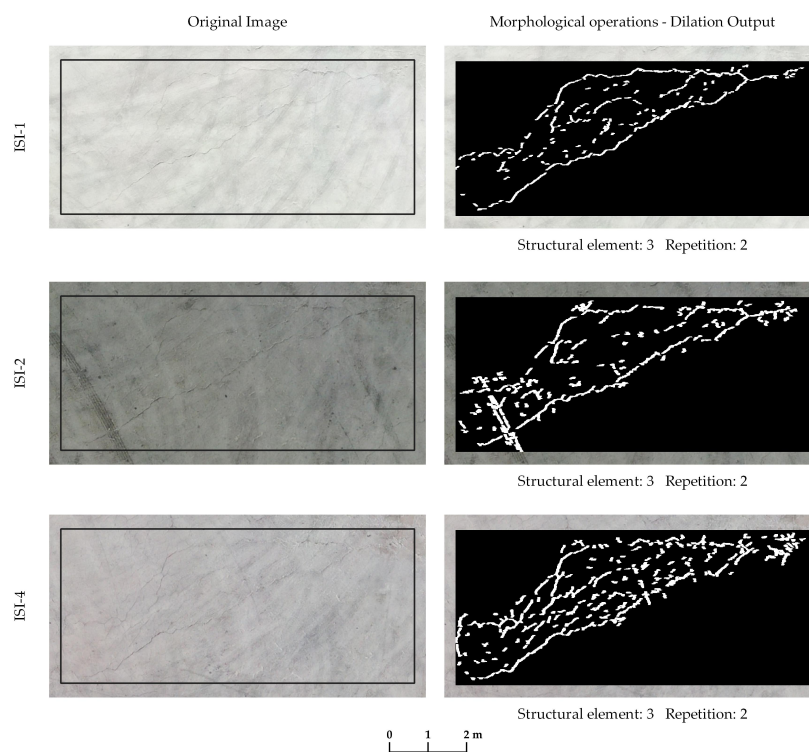 Original Image
Morphological operations - Dilation Output
ISI-1
Structural element: 3 Repetition: 2
ISI-2
Structural element: 3 Repetition: 2
ISI-4
Structural element: 3 Repetition: 2
0 1 2 m